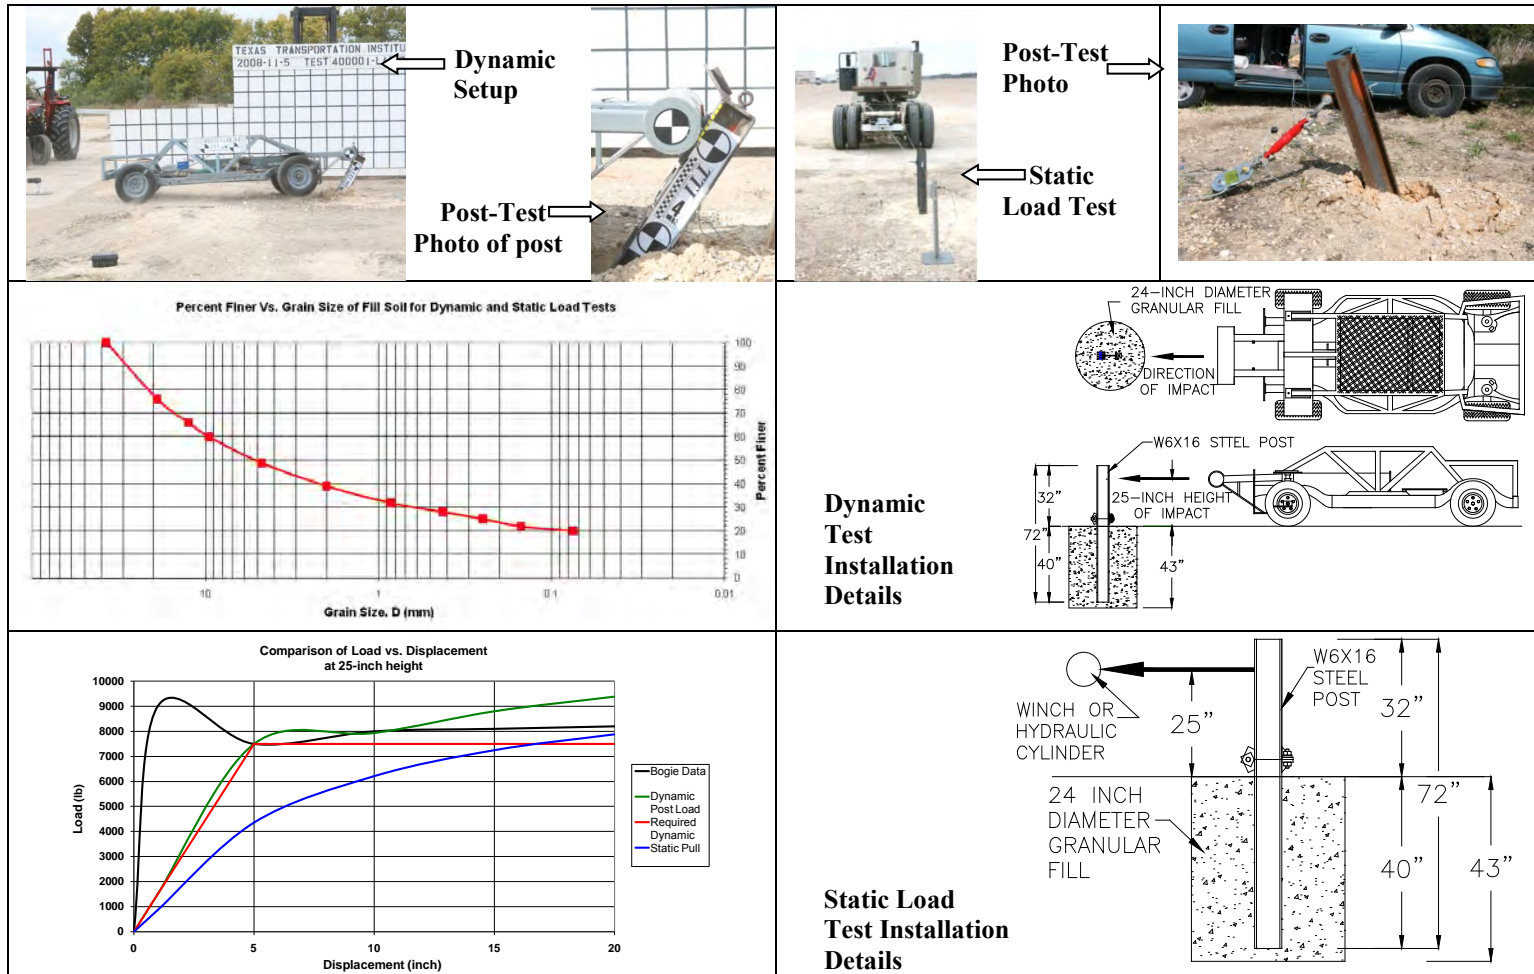 TEXAS TRANSPORTATION INSTITU
2008-11-5 TEST 400001-L
Dynamic
Setup
Post-Test
Photo of post
TTI
Static
Load Test
Post-Test
Photo
Percent Finer Vs. Grain Size of Fill Soil for Dynamic and Static Load Tests
100
90
80
70
60
50
40
30
20
10
0
Percent Finer
10
0.1
0.01
Grain Size, D (mm)
24-INCH DIAMETER
GRANULAR FILL
DIRECTION
OF IMPACT
W6X16 STTEL POST
32"
25-INCH HEIGHT
OF IMPACT
72"
40"
43"
Dynamic
Test
Installation
Details
Comparison of Load vs. Displacement
at 25-inch height
10000
9000
8000
7000
6000
5000
4000
3000
2000
1000
0
Load (lb)
0
5
10
15
20
Displacement (inch)
Bogie Data
Dynamic
Post Load
Required
Dynamic
Static Pull
W6X16
STEEL
POST
WINCH OR
HYDRAULIC
CYLINDER
25"
32"
24 INCH
DIAMETER
GRANULAR
FILL
72"
40"
43"
Static Load
Test Installation
Details